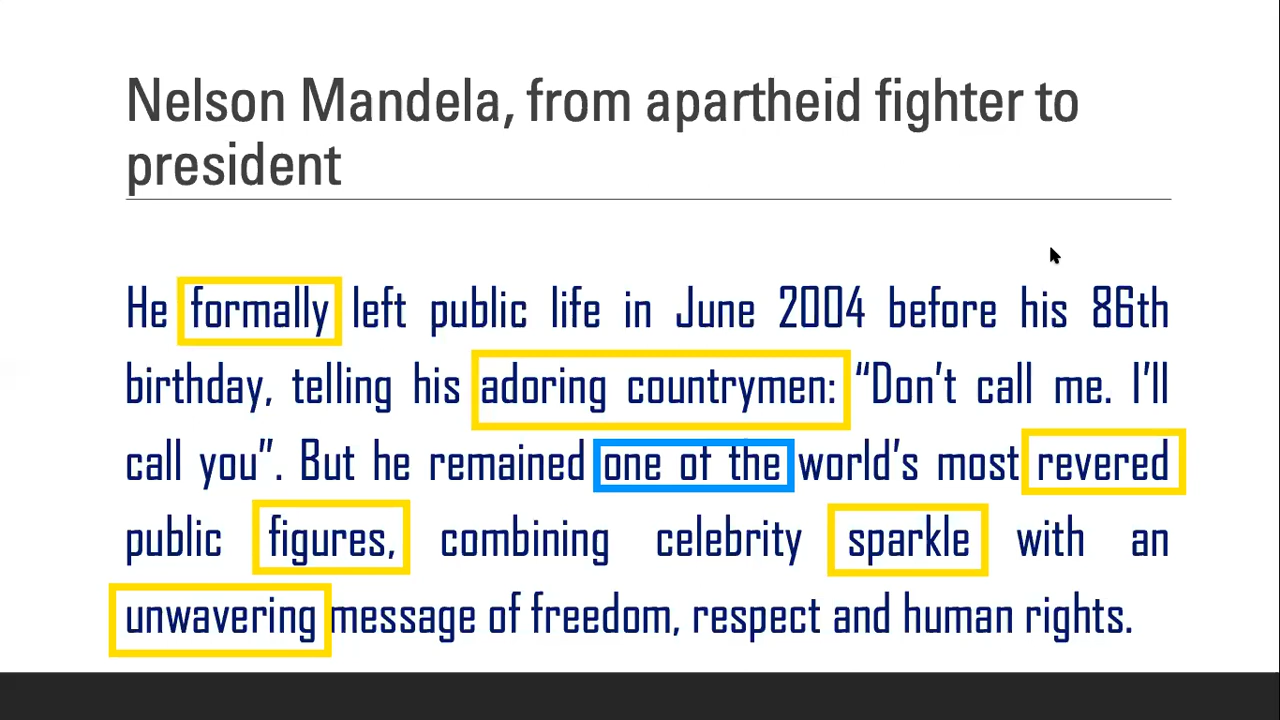 Nelson Mandela, from apartheid fighter to
president
He formally left public life in June 2004 before his 86th
birthday, telling his adoring countrymen: “Don’t call me. I’ll
call you”. But he remained one of the world’s most revered
public figures, combining celebrity sparkle with an
unwavering message of freedom, respect and human rights.